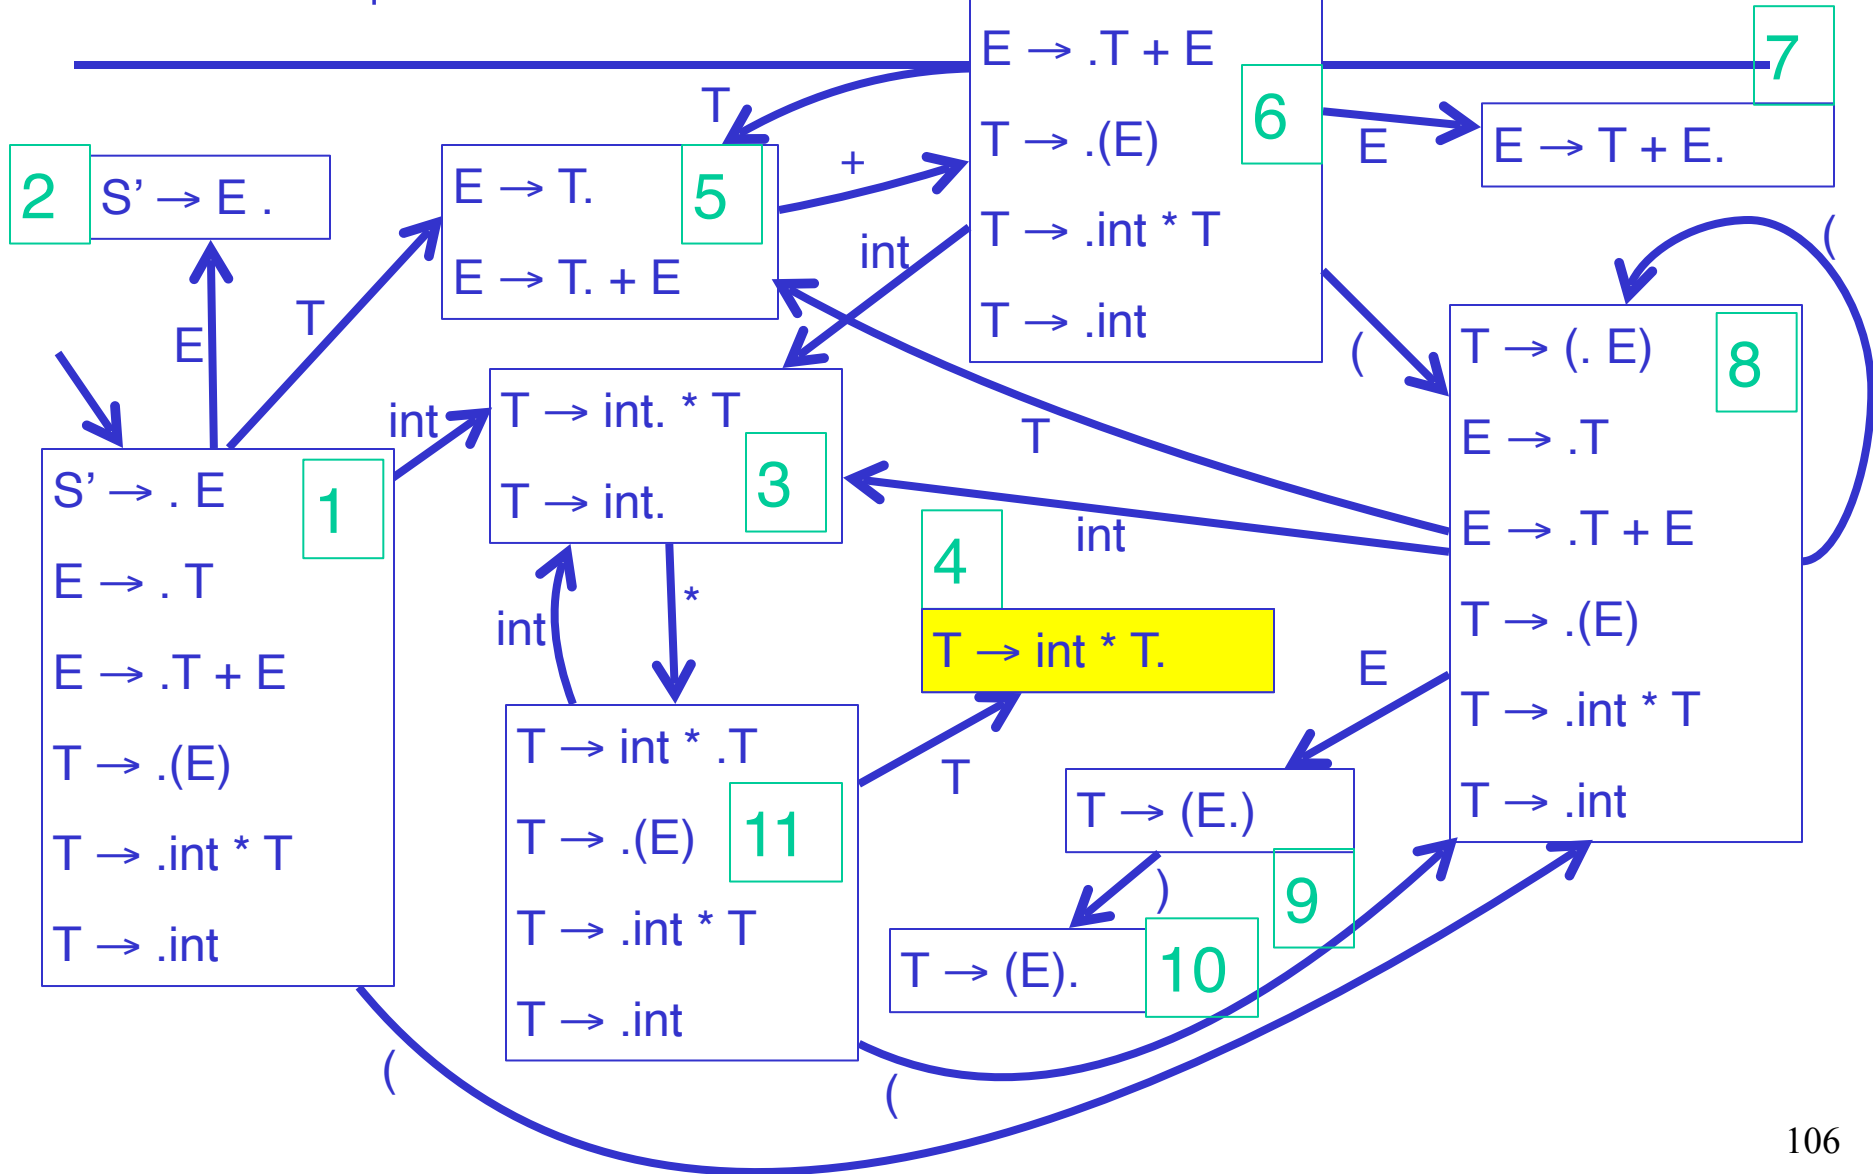 E → .T + E
T → .(E)
T → .int * T
T → .int
6
7
E → T + E.
E
T
+
int
(
2
S’ → E .
E
T
E → T.
E → T. + E
5
int
T → int. * T
T → int.
3
S’ → . E
E → . T
E → .T + E
T → .(E)
T → .int * T
T → .int
1
int
*
T → int * .T
T → .(E)
T → .int * T
T → .int
11
T
4
T → int * T.
T
int
T → (. E)
E → .T
E → .T + E
T → .(E)
T → .int * T
T → .int
8
(
E
T → (E.)
9
)
T → (E).
10
(
(
106